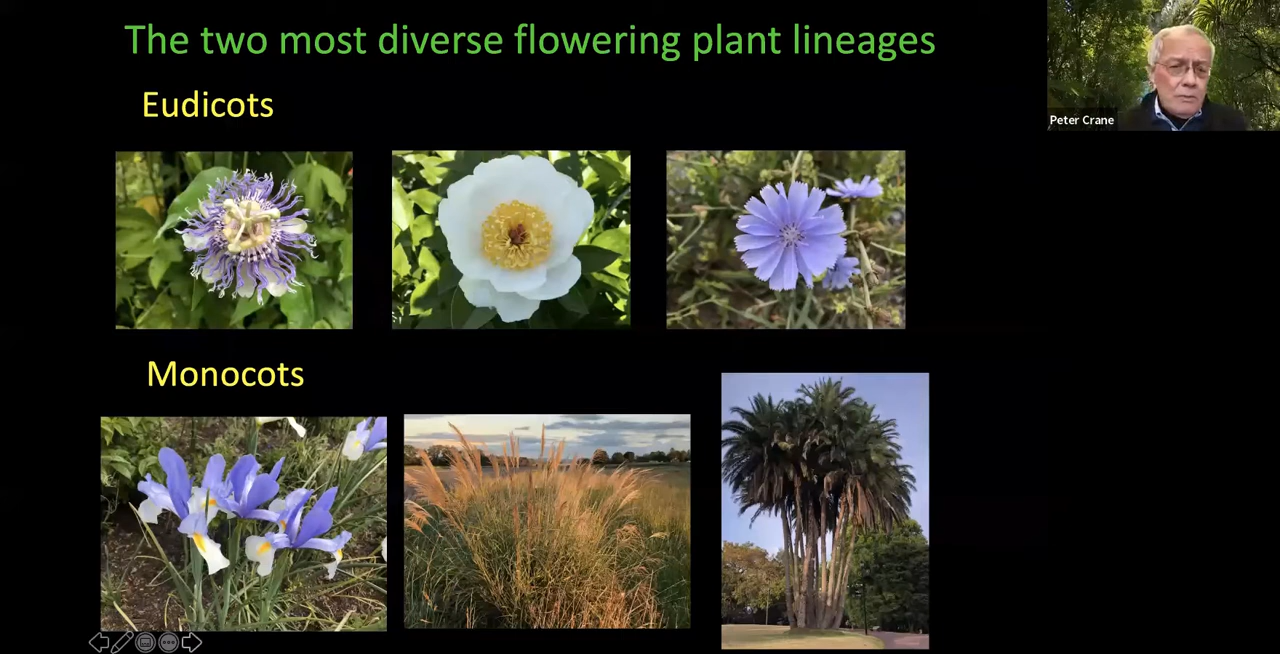 The two most diverse flowering plant lineages
Eudicots
Peter Crane
Monocots